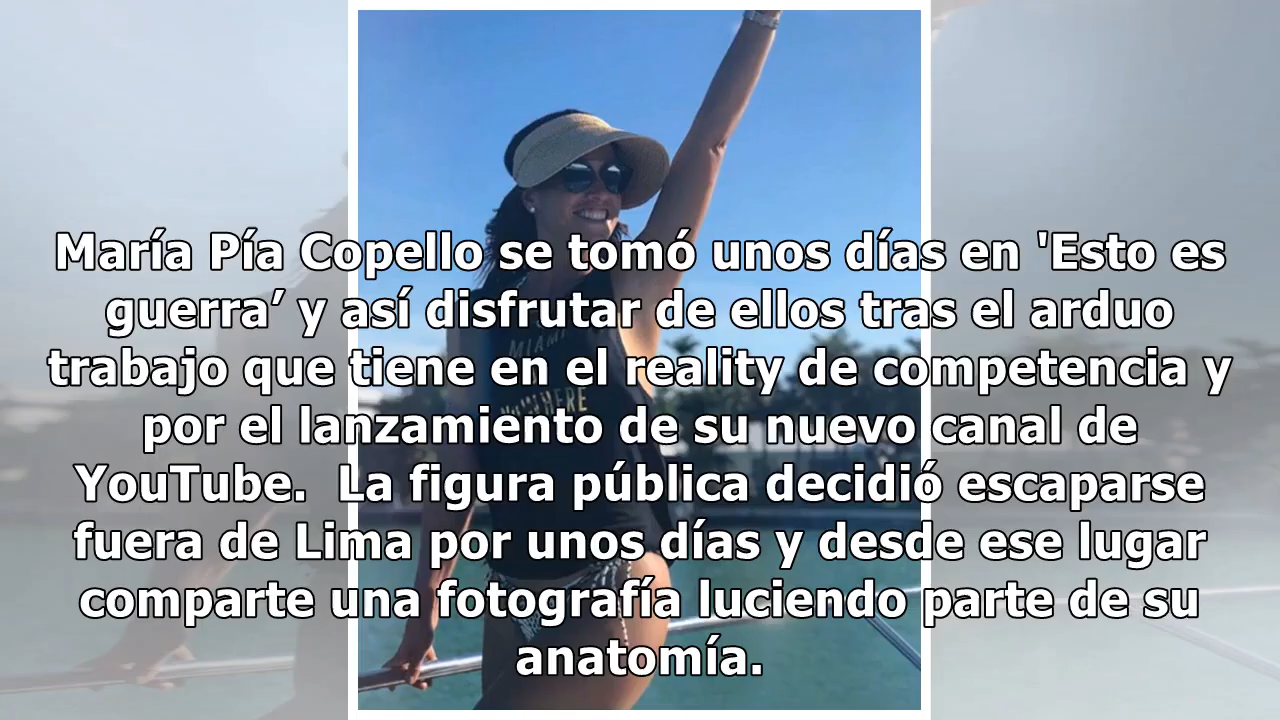 María Pía Copello se tomó unos días en 'Esto es
guerra’ y así disfrutar de ellos tras el arduo
trabajo que tiene en el reality de competencia y
por el lanzamiento de su nuevo canal de
YouTube.  La figura pública decidió escaparse
fuera de Lima por unos días y desde ese lugar
comparte una fotografía luciendo parte de su
anatomía.
MIAMI